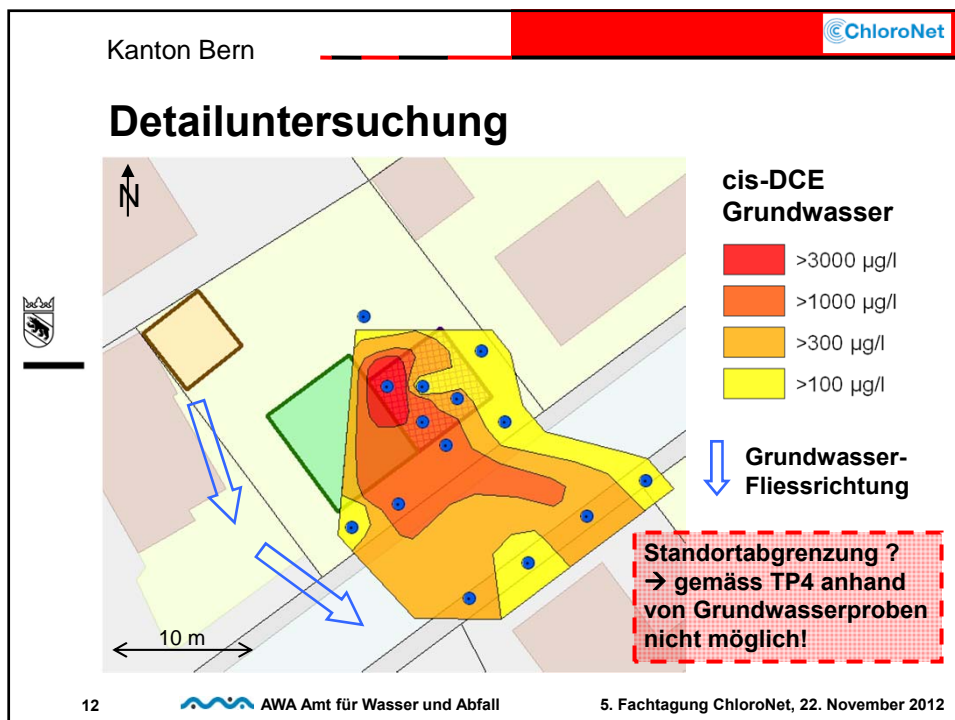 Kanton Bern
ChloroNet
Detailuntersuchung
N
10 m
cis-DCE
Grundwasser
>3000 µg/l
>1000 µg/l
>300 µg/l
>100 µg/l
Grundwasser-
Fliessrichtung
Standortabgrenzung ?
→ gemäss TP4 anhand
von Grundwasserproben
nicht möglich!
12
AWA Amt für Wasser und Abfall
5. Fachtagung ChloroNet, 22. November 2012